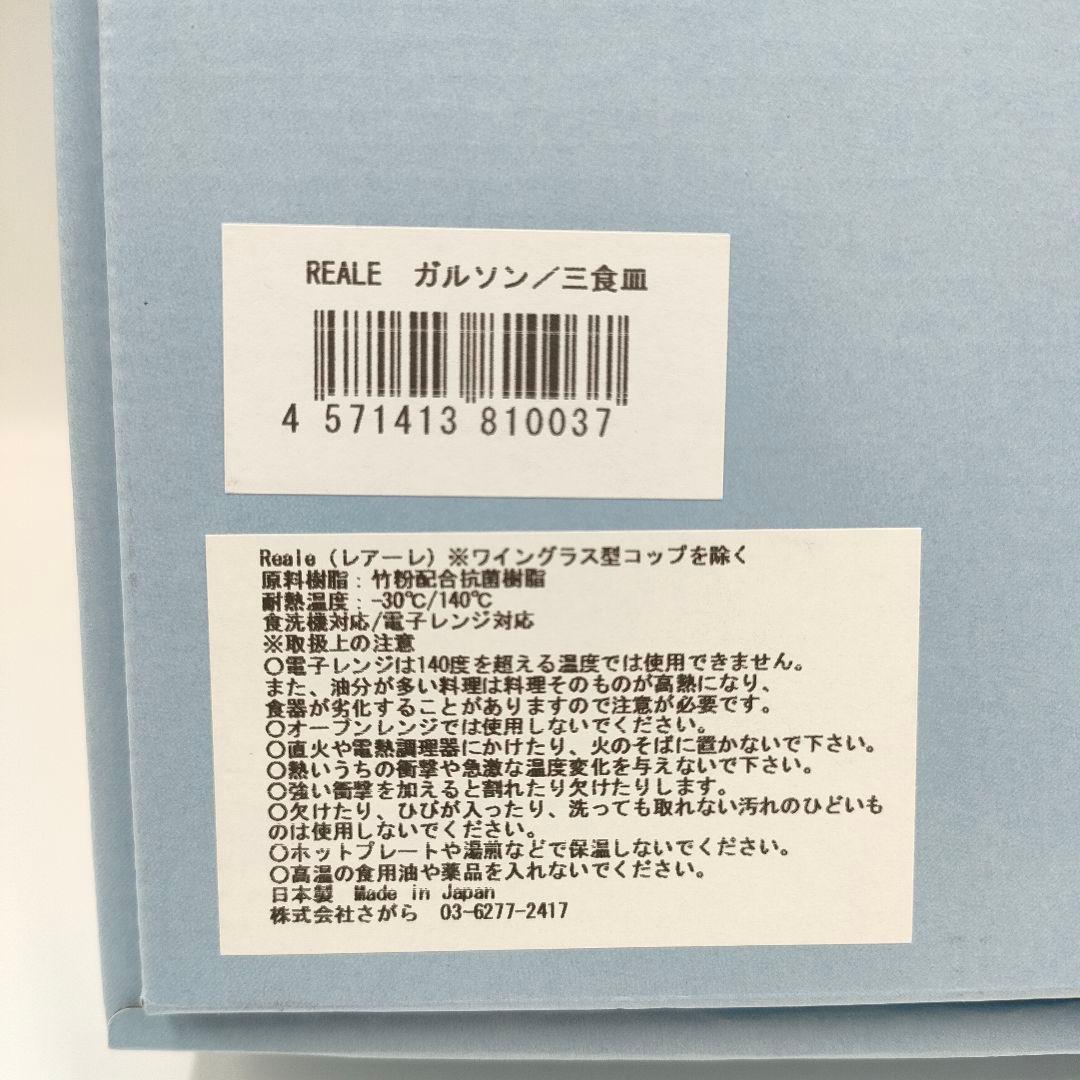 REALE ガルソン／三食皿
4 571413 810037
Reale（レアーレ）※ワイングラス型コップを除く
原料樹脂：竹粉配合抗菌樹脂
耐熱温度：-30℃/140℃
食洗機対応/電子レンジ対応
※取扱上の注意
○電子レンジは140度を超える温度では使用できません。
また、油分が多い料理は料理そのものが高熱になり、
食器が劣化することがありますので注意が必要です。
○オーブンレンジでは使用しないでください。
○直火や電熱調理器にかけたり、火のそばに置かないで下さい。
○熱いうちの衝撃や急激な温度変化を与えないで下さい。
○強い衝撃を加えると割れたり欠けたりします。
○欠けたり、ひびが入ったり、洗っても取れない汚れのひどいも
のは使用しないでください。
○ホットプレートや湯煎などで保温しないでください。
○高温の食用油や薬品を入れないでください。
日本製 Made in Japan
株式会社さがら 03-6277-2417